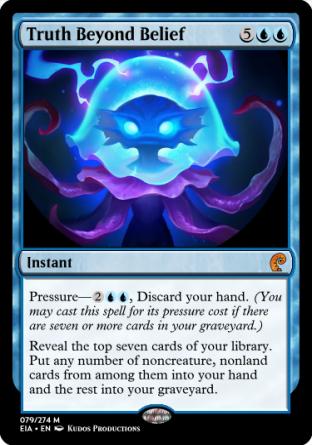 Truth Beyond Belief 5UU
Instant
Pressure—2UU, Discard your hand. (You
may cast this spell for its pressure cost if
there are seven or more cards in your
graveyard.)
Reveal the top seven cards of your library.
Put any number of noncreature, nonland
cards from among them into your hand
and the rest into your graveyard.
079/274 M
EIA • EN Kudos Productions